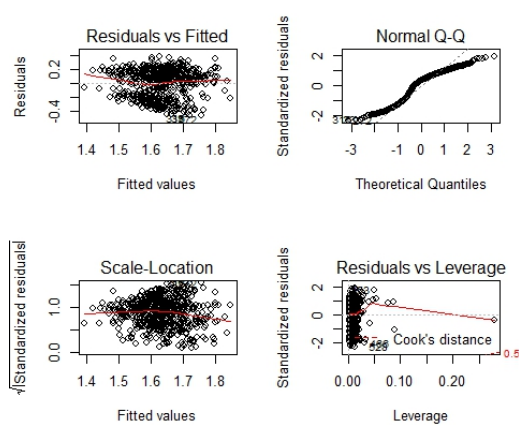 Residuals vs Fitted
Residuals
0.2
-0.4
1.4 1.5 1.6 1.7 1.8
Fitted values
Normal Q-Q
Standardized residuals
2
0
-2
-3 -1 0 1 2 3
Theoretical Quantiles
Scale-Location
√|Standardized residuals|
1.0
0.0
1.4 1.5 1.6 1.7 1.8
Fitted values
Residuals vs Leverage
Standardized residuals
2
0
-2
Cook's distance
0.5
0.00 0.10 0.20
Leverage